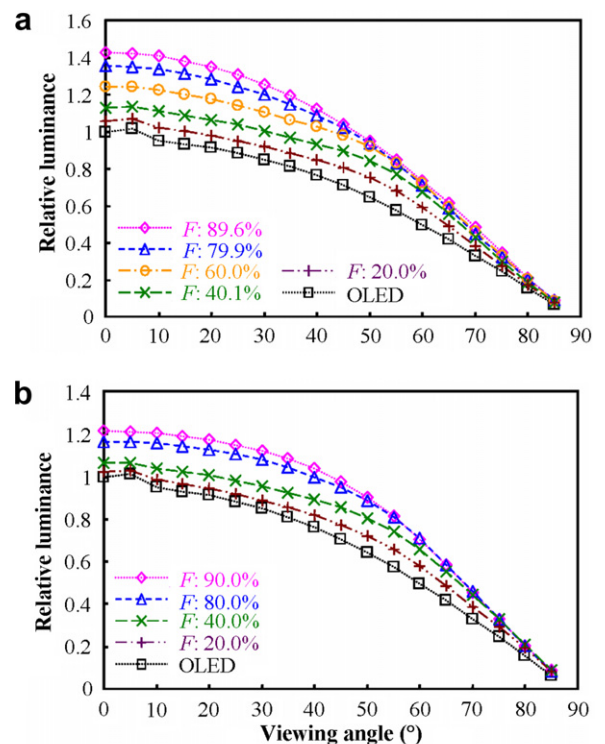 a
1.6
1.4
1.2
1
0.8
0.6
0.4
0.2
0
Relative luminance
F: 89.6%
F: 79.9%
F: 60.0%
F: 40.1%
F: 20.0%
OLED
0 10 20 30 40 50 60 70 80 90
b
1.4
1.2
1
0.8
0.6
0.4
0.2
0
Relative luminance
F: 90.0%
F: 80.0%
F: 40.0%
F: 20.0%
OLED
0 10 20 30 40 50 60 70 80 90
Viewing angle (°)